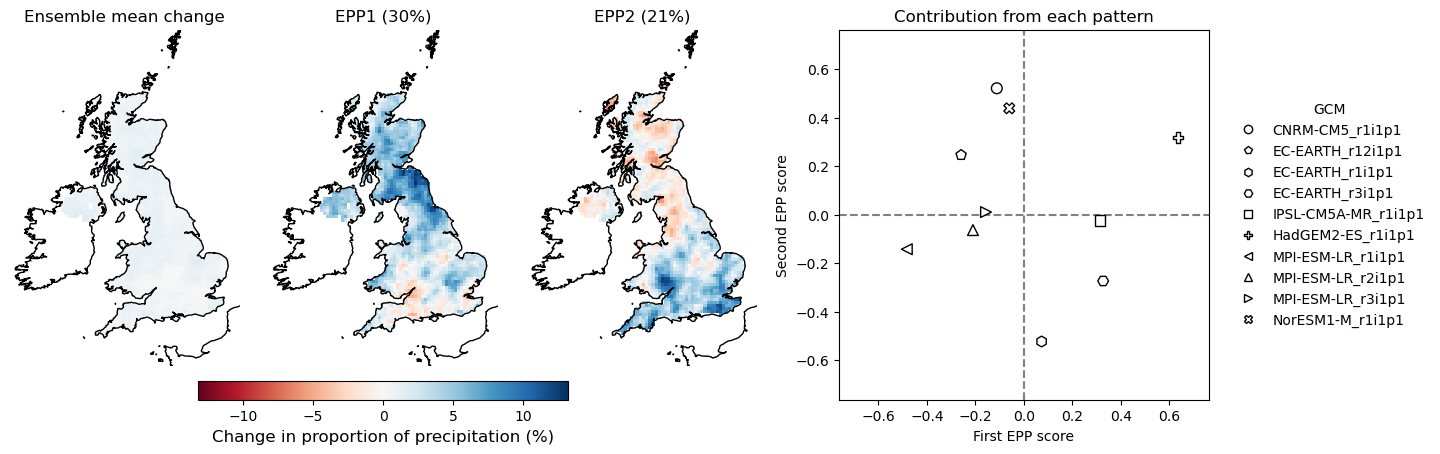 Ensemble mean change
EPP1 (30%)
EPP2 (21%)
Contribution from each pattern
−10
−5
0
5
10
Change in proportion of precipitation (%)
Second EPP score
0.6
0.4
0.2
0.0
−0.2
−0.4
−0.6
−0.6
−0.4
−0.2
0.0
0.2
0.4
0.6
First EPP score
GCM
CNRM-CM5_r1i1p1
EC-EARTH_r12i1p1
EC-EARTH_r1i1p1
EC-EARTH_r3i1p1
IPSL-CM5A-MR_r1i1p1
HadGEM2-ES_r1i1p1
MPI-ESM-LR_r1i1p1
MPI-ESM-LR_r2i1p1
MPI-ESM-LR_r3i1p1
NorESM1-M_r1i1p1